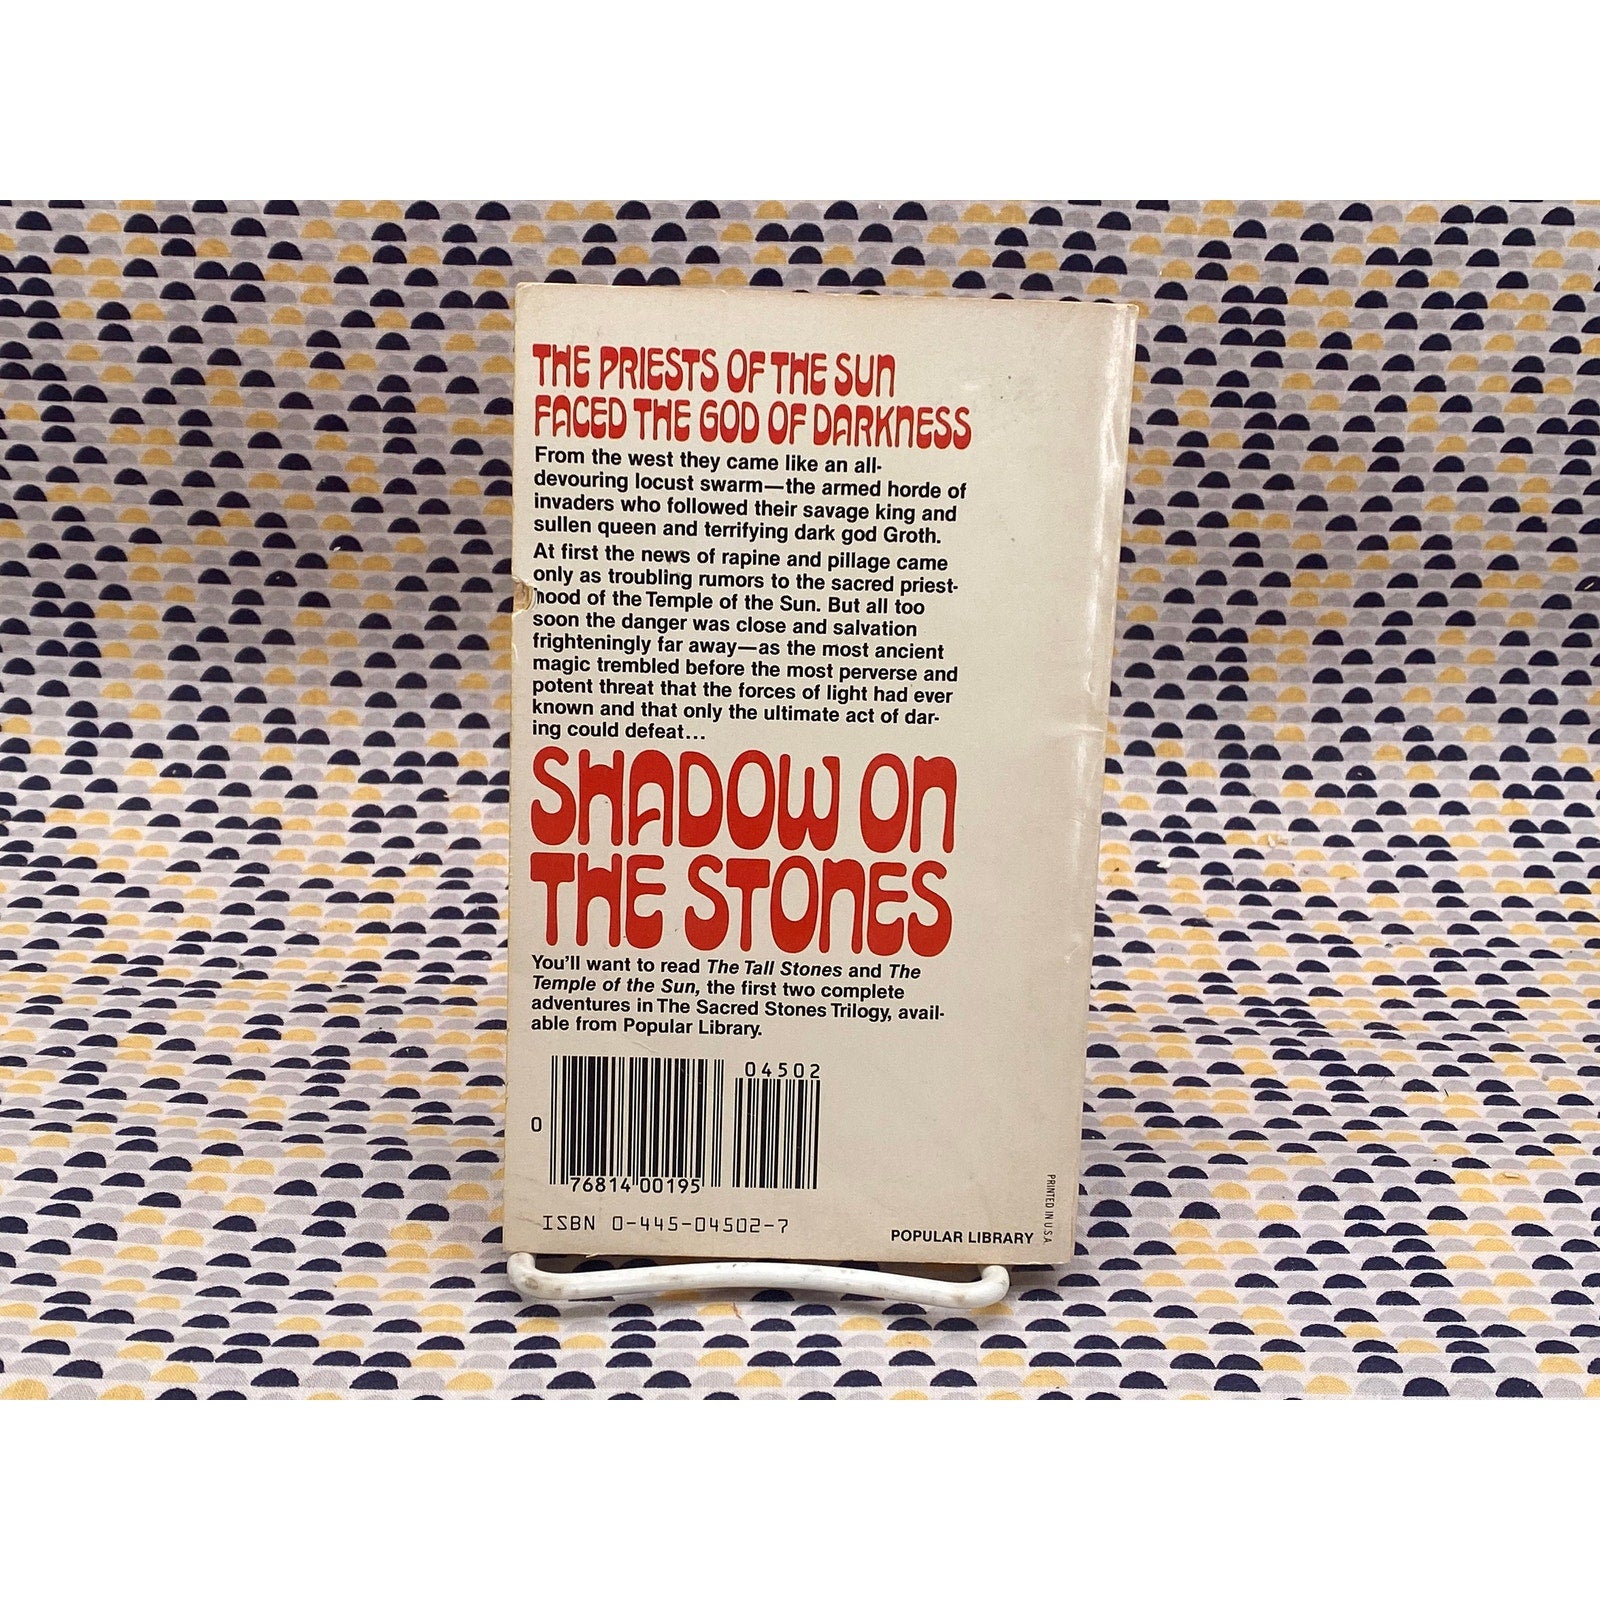 THE PRIESTS OF THE SUN
FACED THE GOD OF DARKNESS
From the west they came like an all-
devouring locust swarm—the armed horde of
invaders who followed their savage king and
sullen queen and terrifying dark god Groth.
At first the news of rapine and pillage came
only as troubling rumors to the sacred priest-
hood of the Temple of the Sun. But all too
soon the danger was close and salvation
frighteningly far away—as the most ancient
magic trembled before the most perverse and
potent threat that the forces of light had ever
known and that only the ultimate act of dar-
ing could defeat...
SHADOW ON
THE STONES
You'll want to read The Tall Stones and The
Temple of the Sun, the first two complete
adventures in The Sacred Stones Trilogy, avail-
able from Popular Library.
04502
0
76814 00195
ISBN 0-445-04502-7
POPULAR LIBRARY
PRINTED IN U.S.A